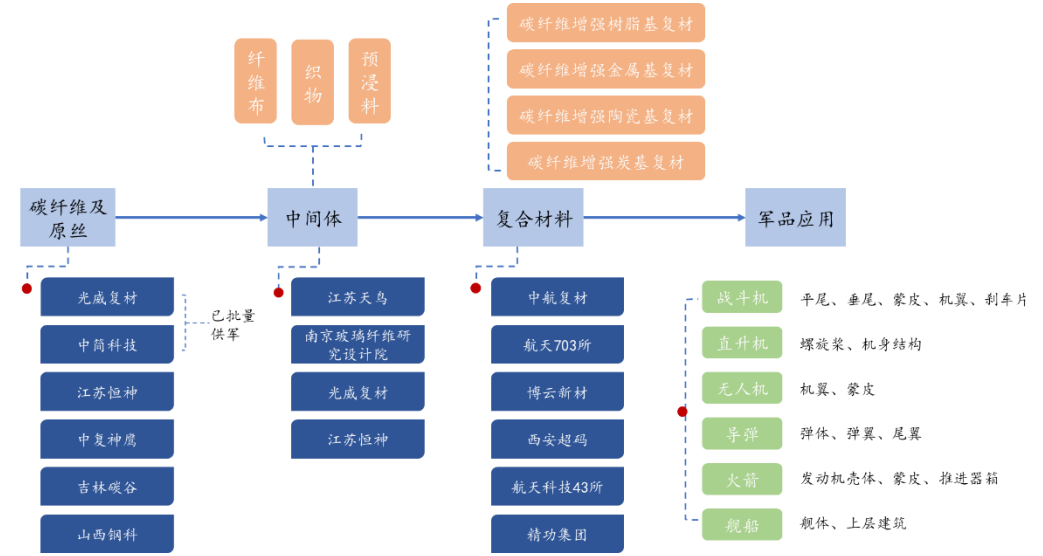 纤维布
织物
预浸料
碳纤维增强树脂基复材
碳纤维增强金属基复材
碳纤维增强陶瓷基复材
碳纤维增强炭基复材
碳纤维及
原丝
中间体
复合材料
军品应用
光威复材
中简科技
江苏恒神
中复神鹰
吉林碳谷
山西钢科
已批量
供军
江苏天鸟
南京玻璃纤维研
究设计院
光威复材
江苏恒神
中航复材
航天703所
博云新材
西安超码
航天科技43所
精功集团
战斗机 平尾、垂尾、蒙皮、机翼、刹车片
直升机 螺旋桨、机身结构
无人机 机翼、蒙皮
导弹 弹体、弹翼、尾翼
火箭 发动机壳体、蒙皮、推进器箱
舰船 舰体、上层建筑